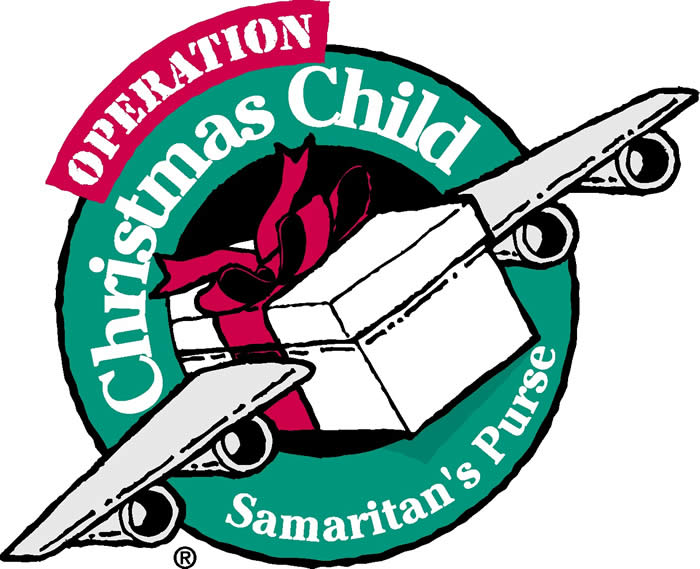 OPERATION
Christmas Child
Samaritan's Purse
®